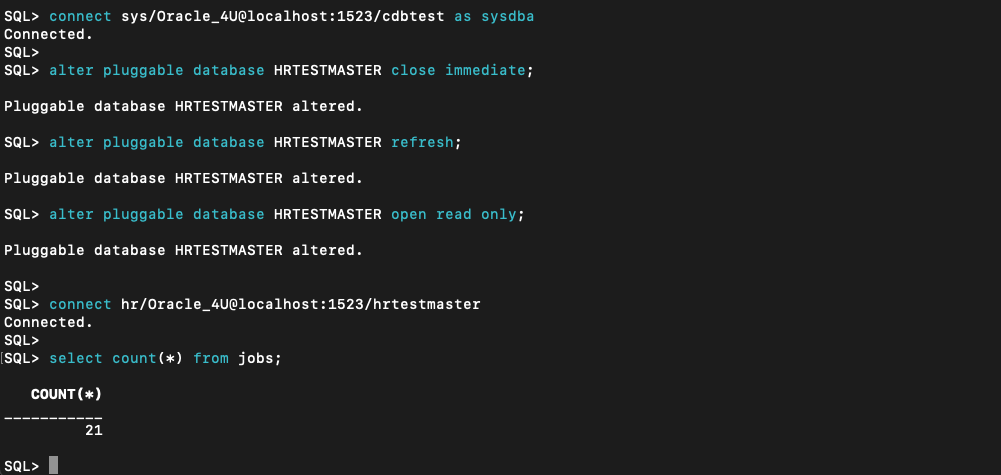 SQL> connect sys/Oracle_4U@localhost:1523/cdbtest as sysdba
Connected.
SQL>
SQL> alter pluggable database HRTESTMASTER close immediate;
Pluggable database HRTESTMASTER altered.
SQL> alter pluggable database HRTESTMASTER refresh;
Pluggable database HRTESTMASTER altered.
SQL> alter pluggable database HRTESTMASTER open read only;
Pluggable database HRTESTMASTER altered.
SQL>
SQL> connect hr/Oracle_4U@localhost:1523/hrtestmaster
Connected.
SQL>
SQL> select count(*) from jobs;
COUNT(*)
___________
21
SQL>